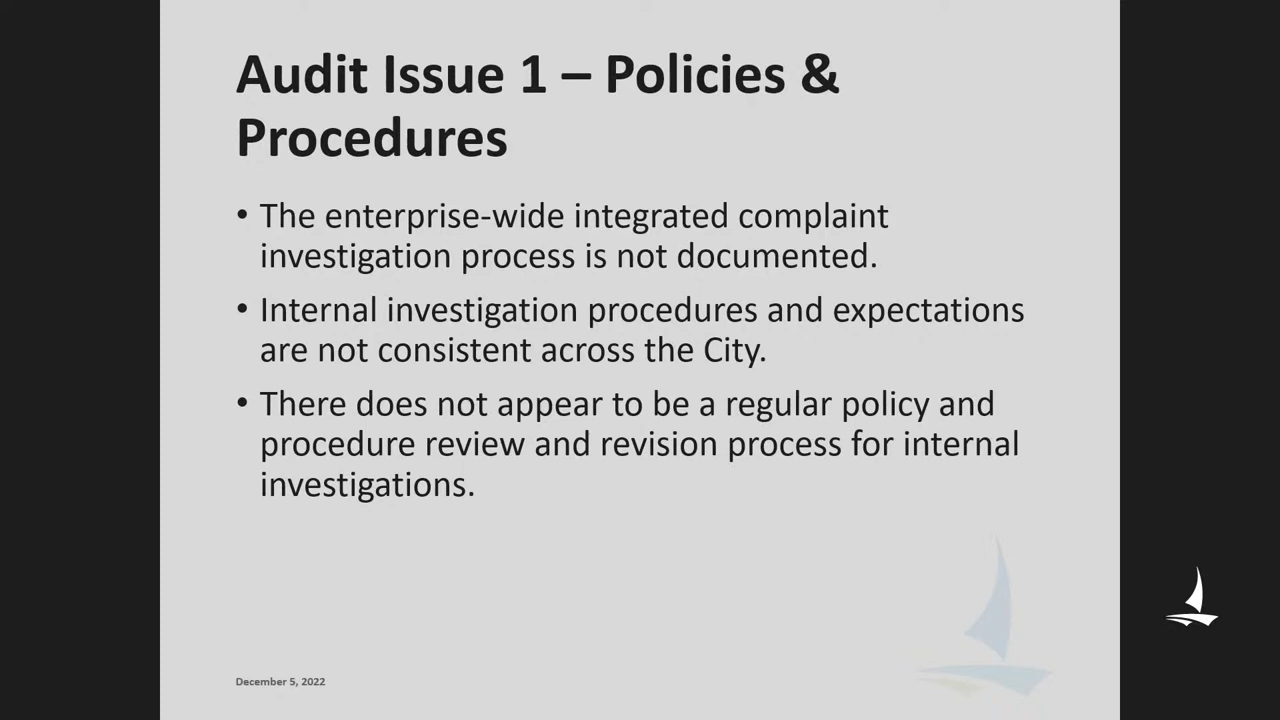 Audit Issue 1 – Policies &
Procedures
• The enterprise-wide integrated complaint
investigation process is not documented.
• Internal investigation procedures and expectations
are not consistent across the City.
• There does not appear to be a regular policy and
procedure review and revision process for internal
investigations.
December 5, 2022